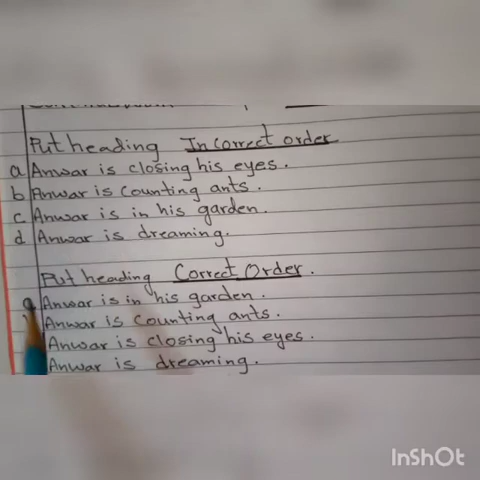 Put heading Incorrect order
a Anwar is closing his eyes.
b Anwar is counting ants.
c Anwar is in his garden.
d Anwar is dreaming.
Put heading Correct Order.
a Anwar is in his garden.
Anwar is counting ants.
Anwar is closing his eyes.
Anwar is dreaming.
InShOt